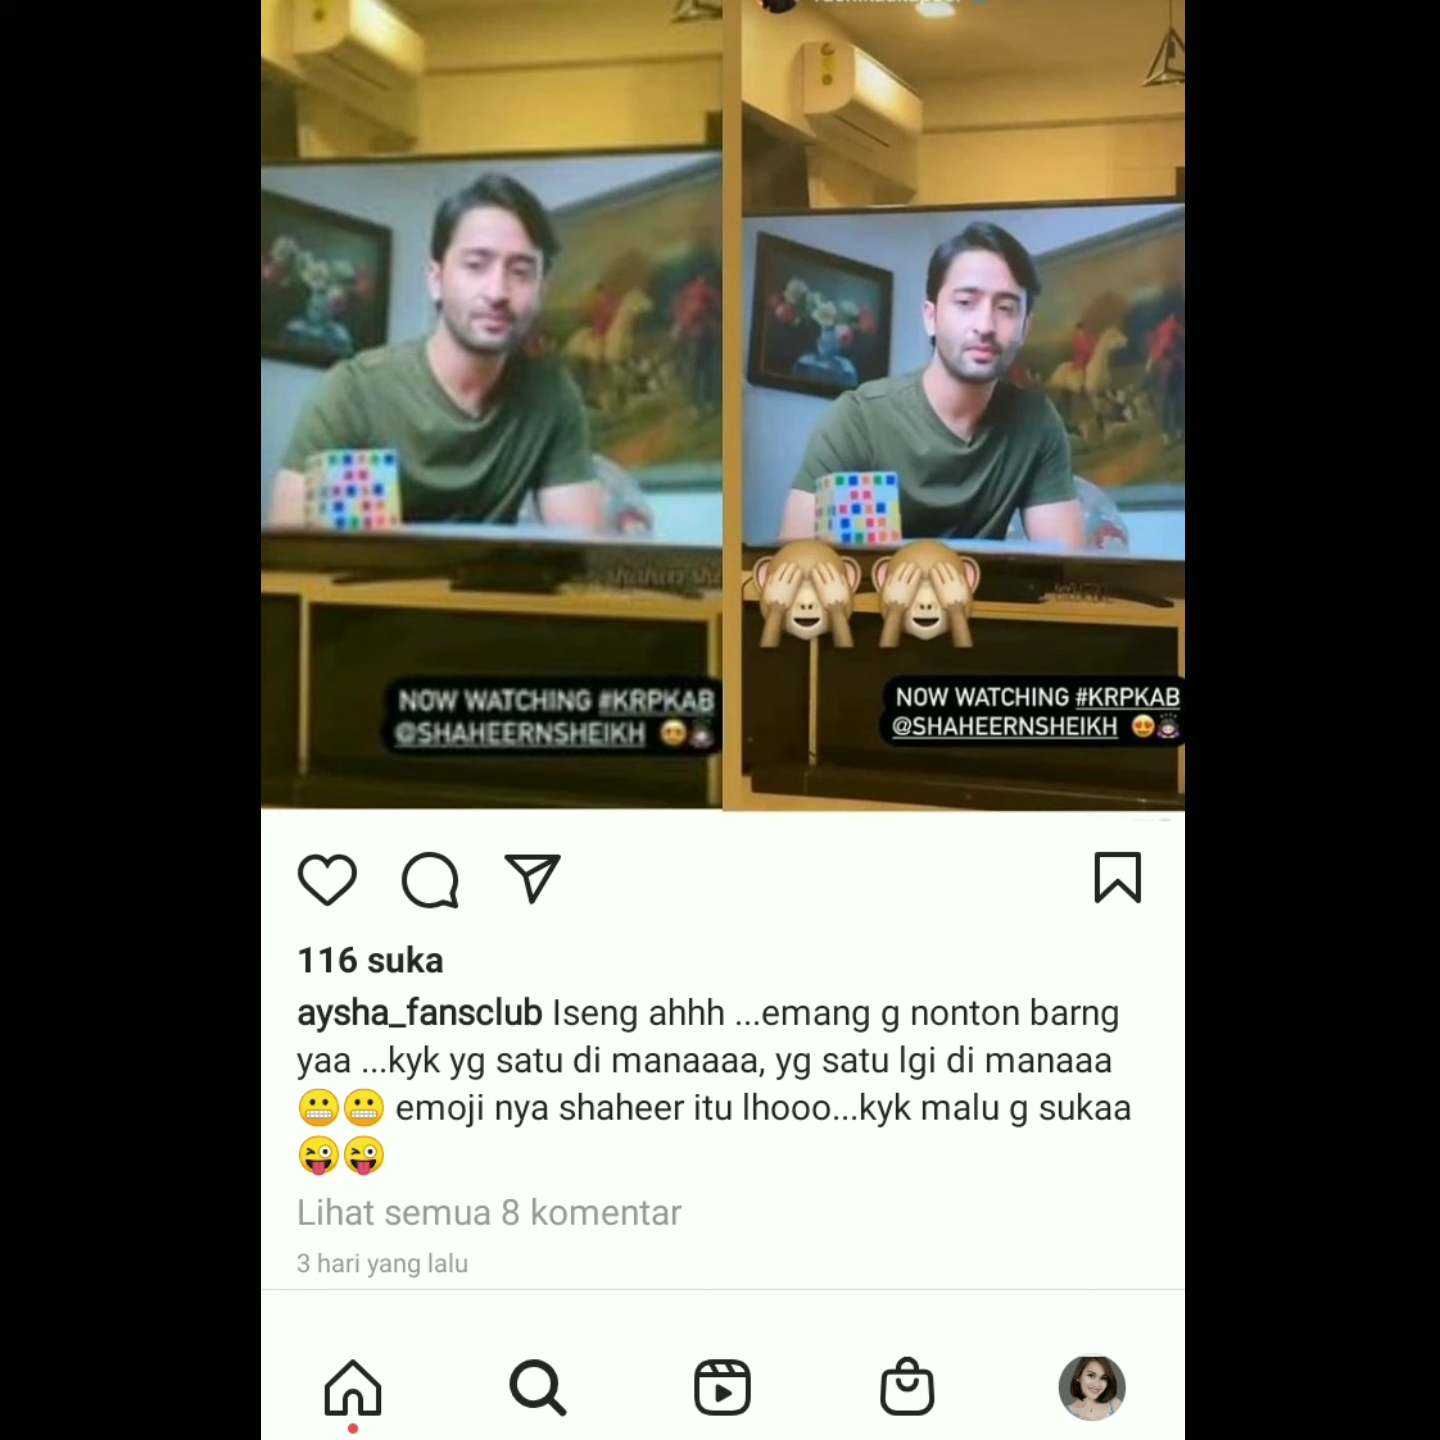 NOW WATCHING #KRPKAB
@SHAHEERNSHEIKH 😍
NOW WATCHING #KRPKAB
@SHAHEERNSHEIKH 😍
116 suka
aysha_fansclub Iseng ahhh ...emang g nonton barng
yaa ...kyk yg satu di manaaaa, yg satu lgi di manaaa
😬😬 emoji nya shaheer itu lhooo...kyk malu g sukaa
😜😜
Lihat semua 8 komentar
3 hari yang lalu